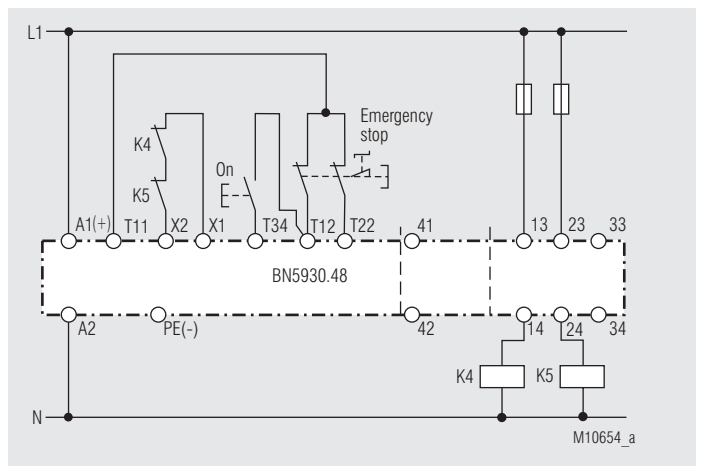 L1
Emergency
stop
K4
On
K5
A1(+)
T11
X2
X1
T34
T12
T22
41
13
23
33
BN5930.48
A2
PE(-)
42
14
24
34
K4
K5
N
M10654_a